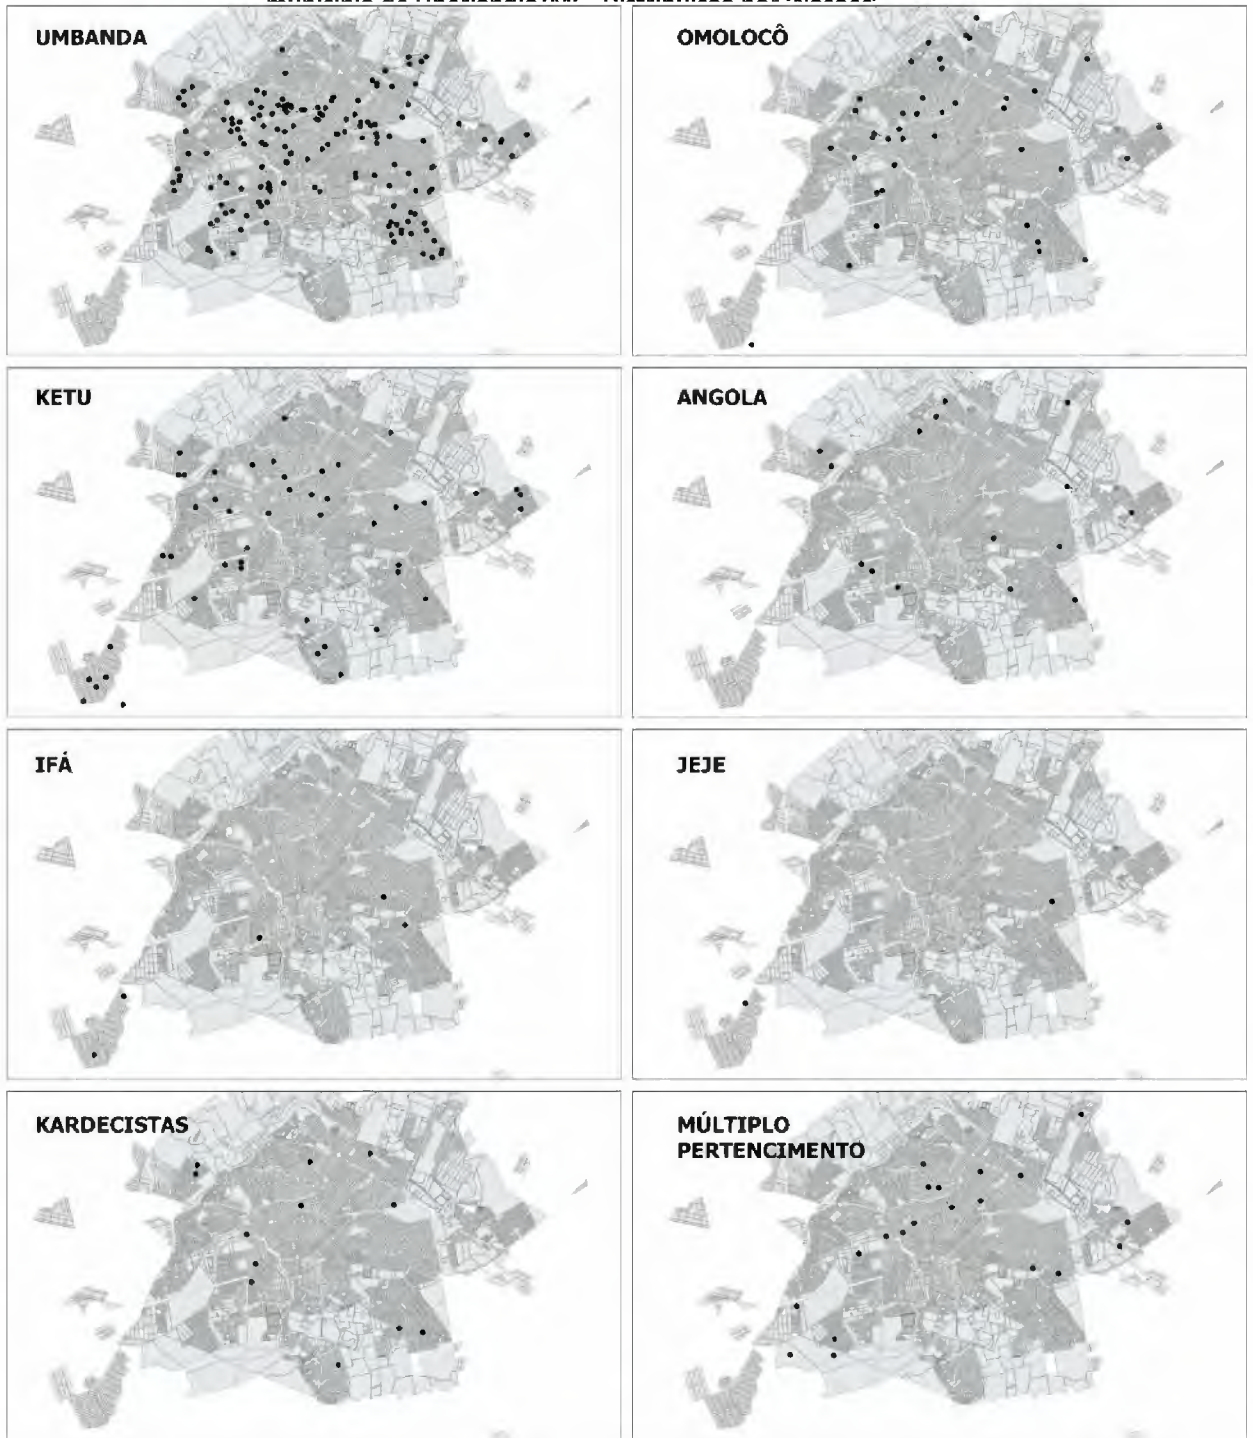 UMBANDA
OMOLOCÔ
KETU
ANGOLA
IFÁ
JEJE
KARDECISTAS
MÚLTIPLO
PERTENCIMENTO